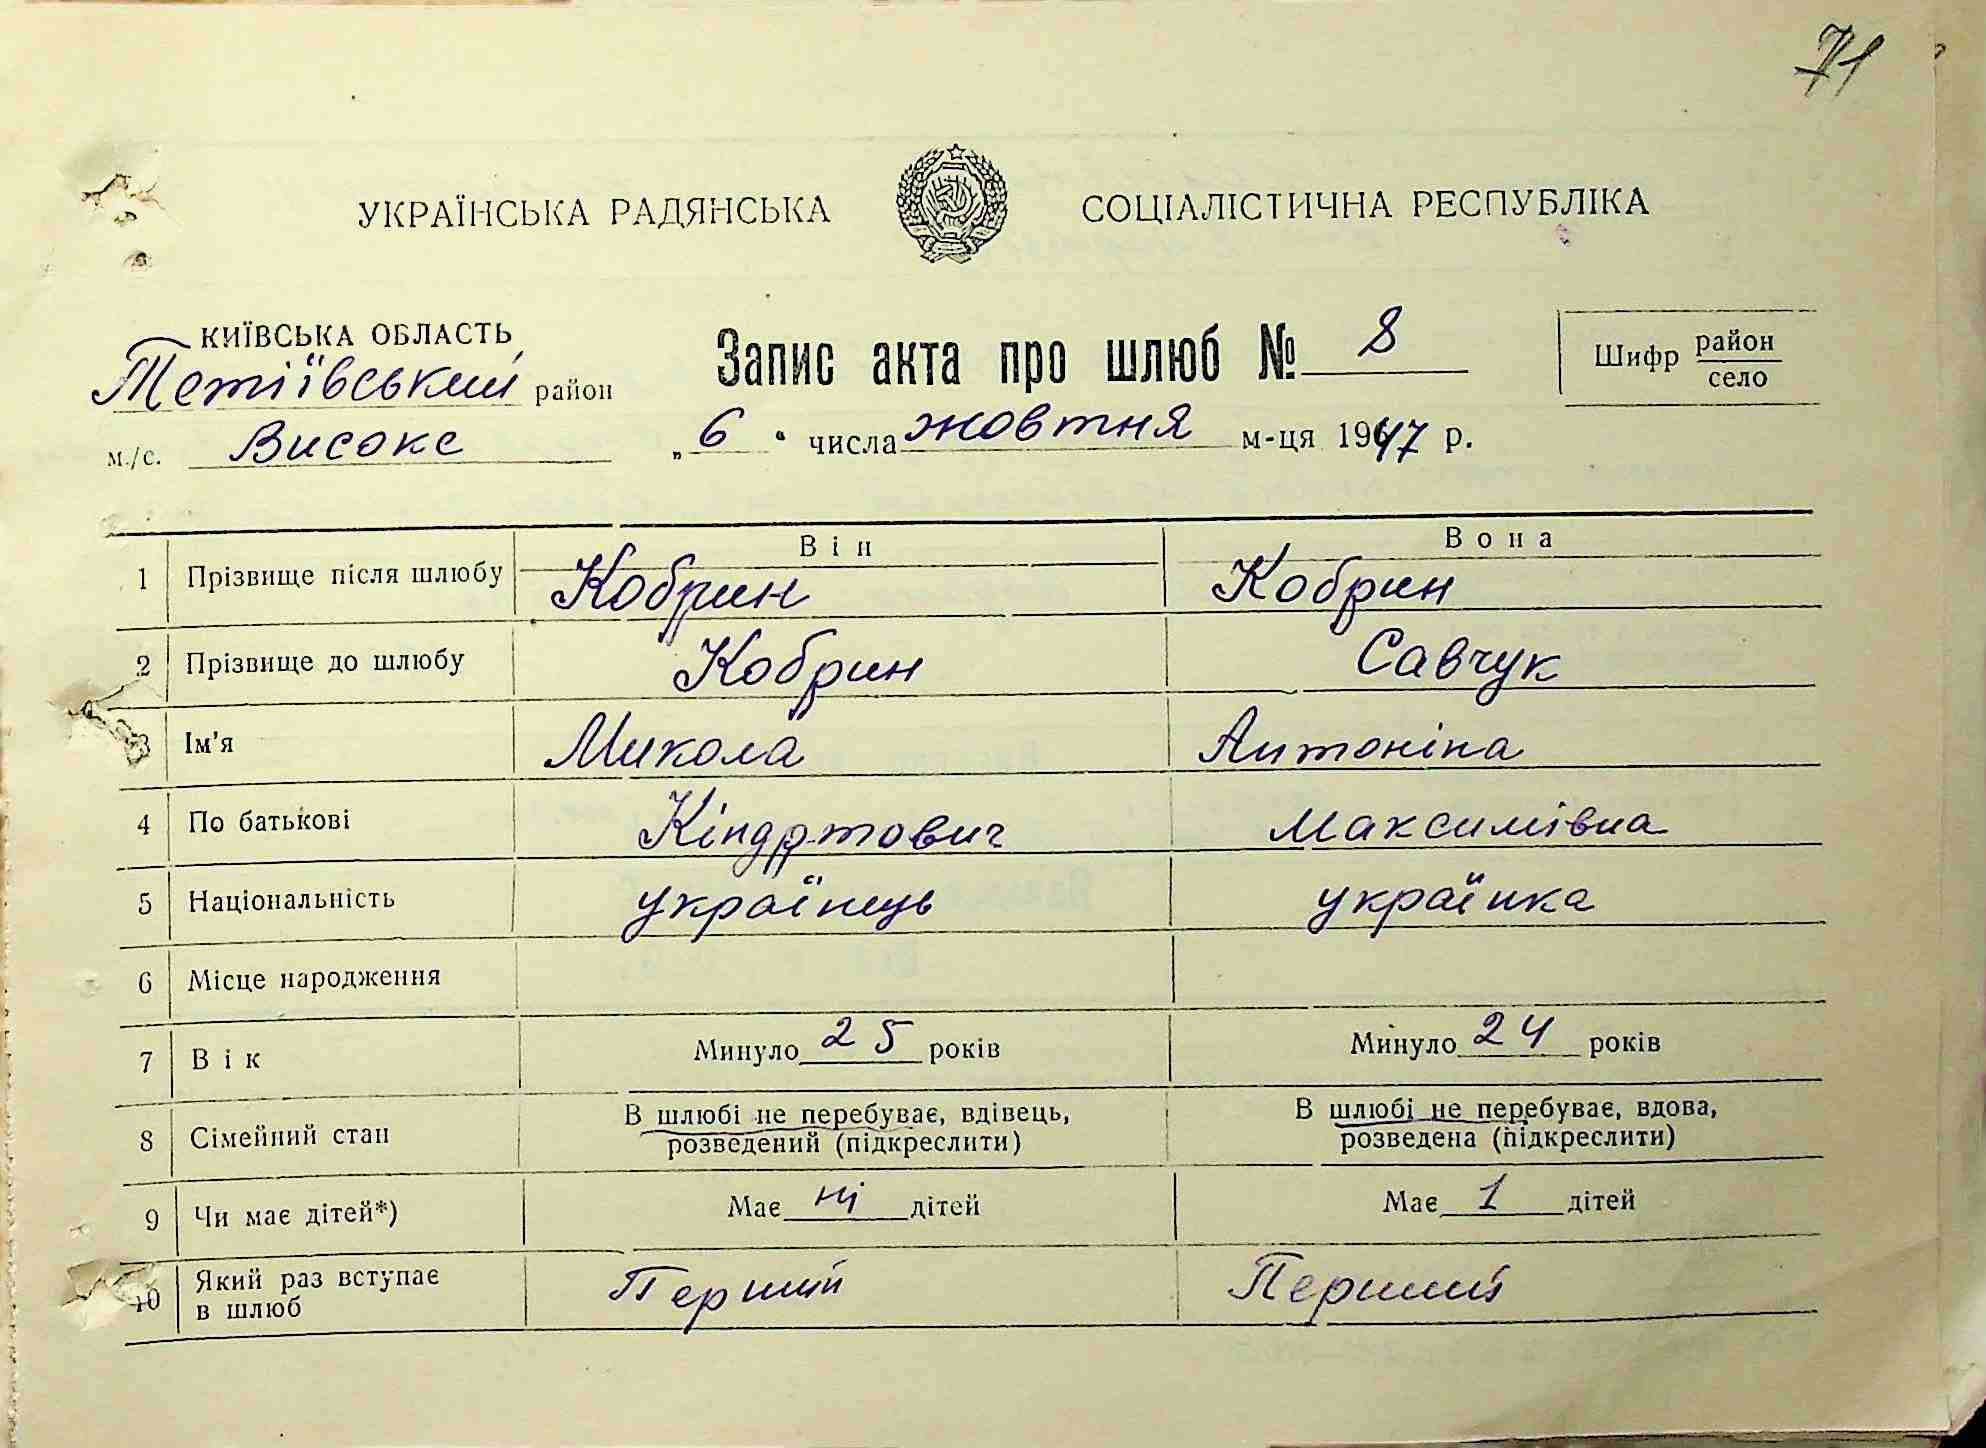 71
УКРАЇНСЬКА РАДЯНСЬКА СОЦІАЛІСТИЧНА РЕСПУБЛІКА
КИЇВСЬКА ОБЛАСТЬ
Тетіївський район
м./с. Високе
Запис акта про шлюб № 8
„6“ числа жовтня м-ця 1947 р.
Шифр район
село
Він Вона
1 Прізвище після шлюбу Кобрин Кобрин
2 Прізвище до шлюбу Кобрин Савчук
3 Ім'я Микола Антоніна
4 По батькові Кіндртович Максимівна
5 Національність українець українка
6 Місце народження
7 Вік Минуло 25 років Минуло 24 років
8 Сімейний стан В шлюбі не перебуває, вдівець, В шлюбі не перебуває, вдова,
розведений (підкреслити) розведена (підкреслити)
9 Чи має дітей*) Має ні дітей Має 1 дітей
10 Який раз вступає Перший Перший
в шлюб